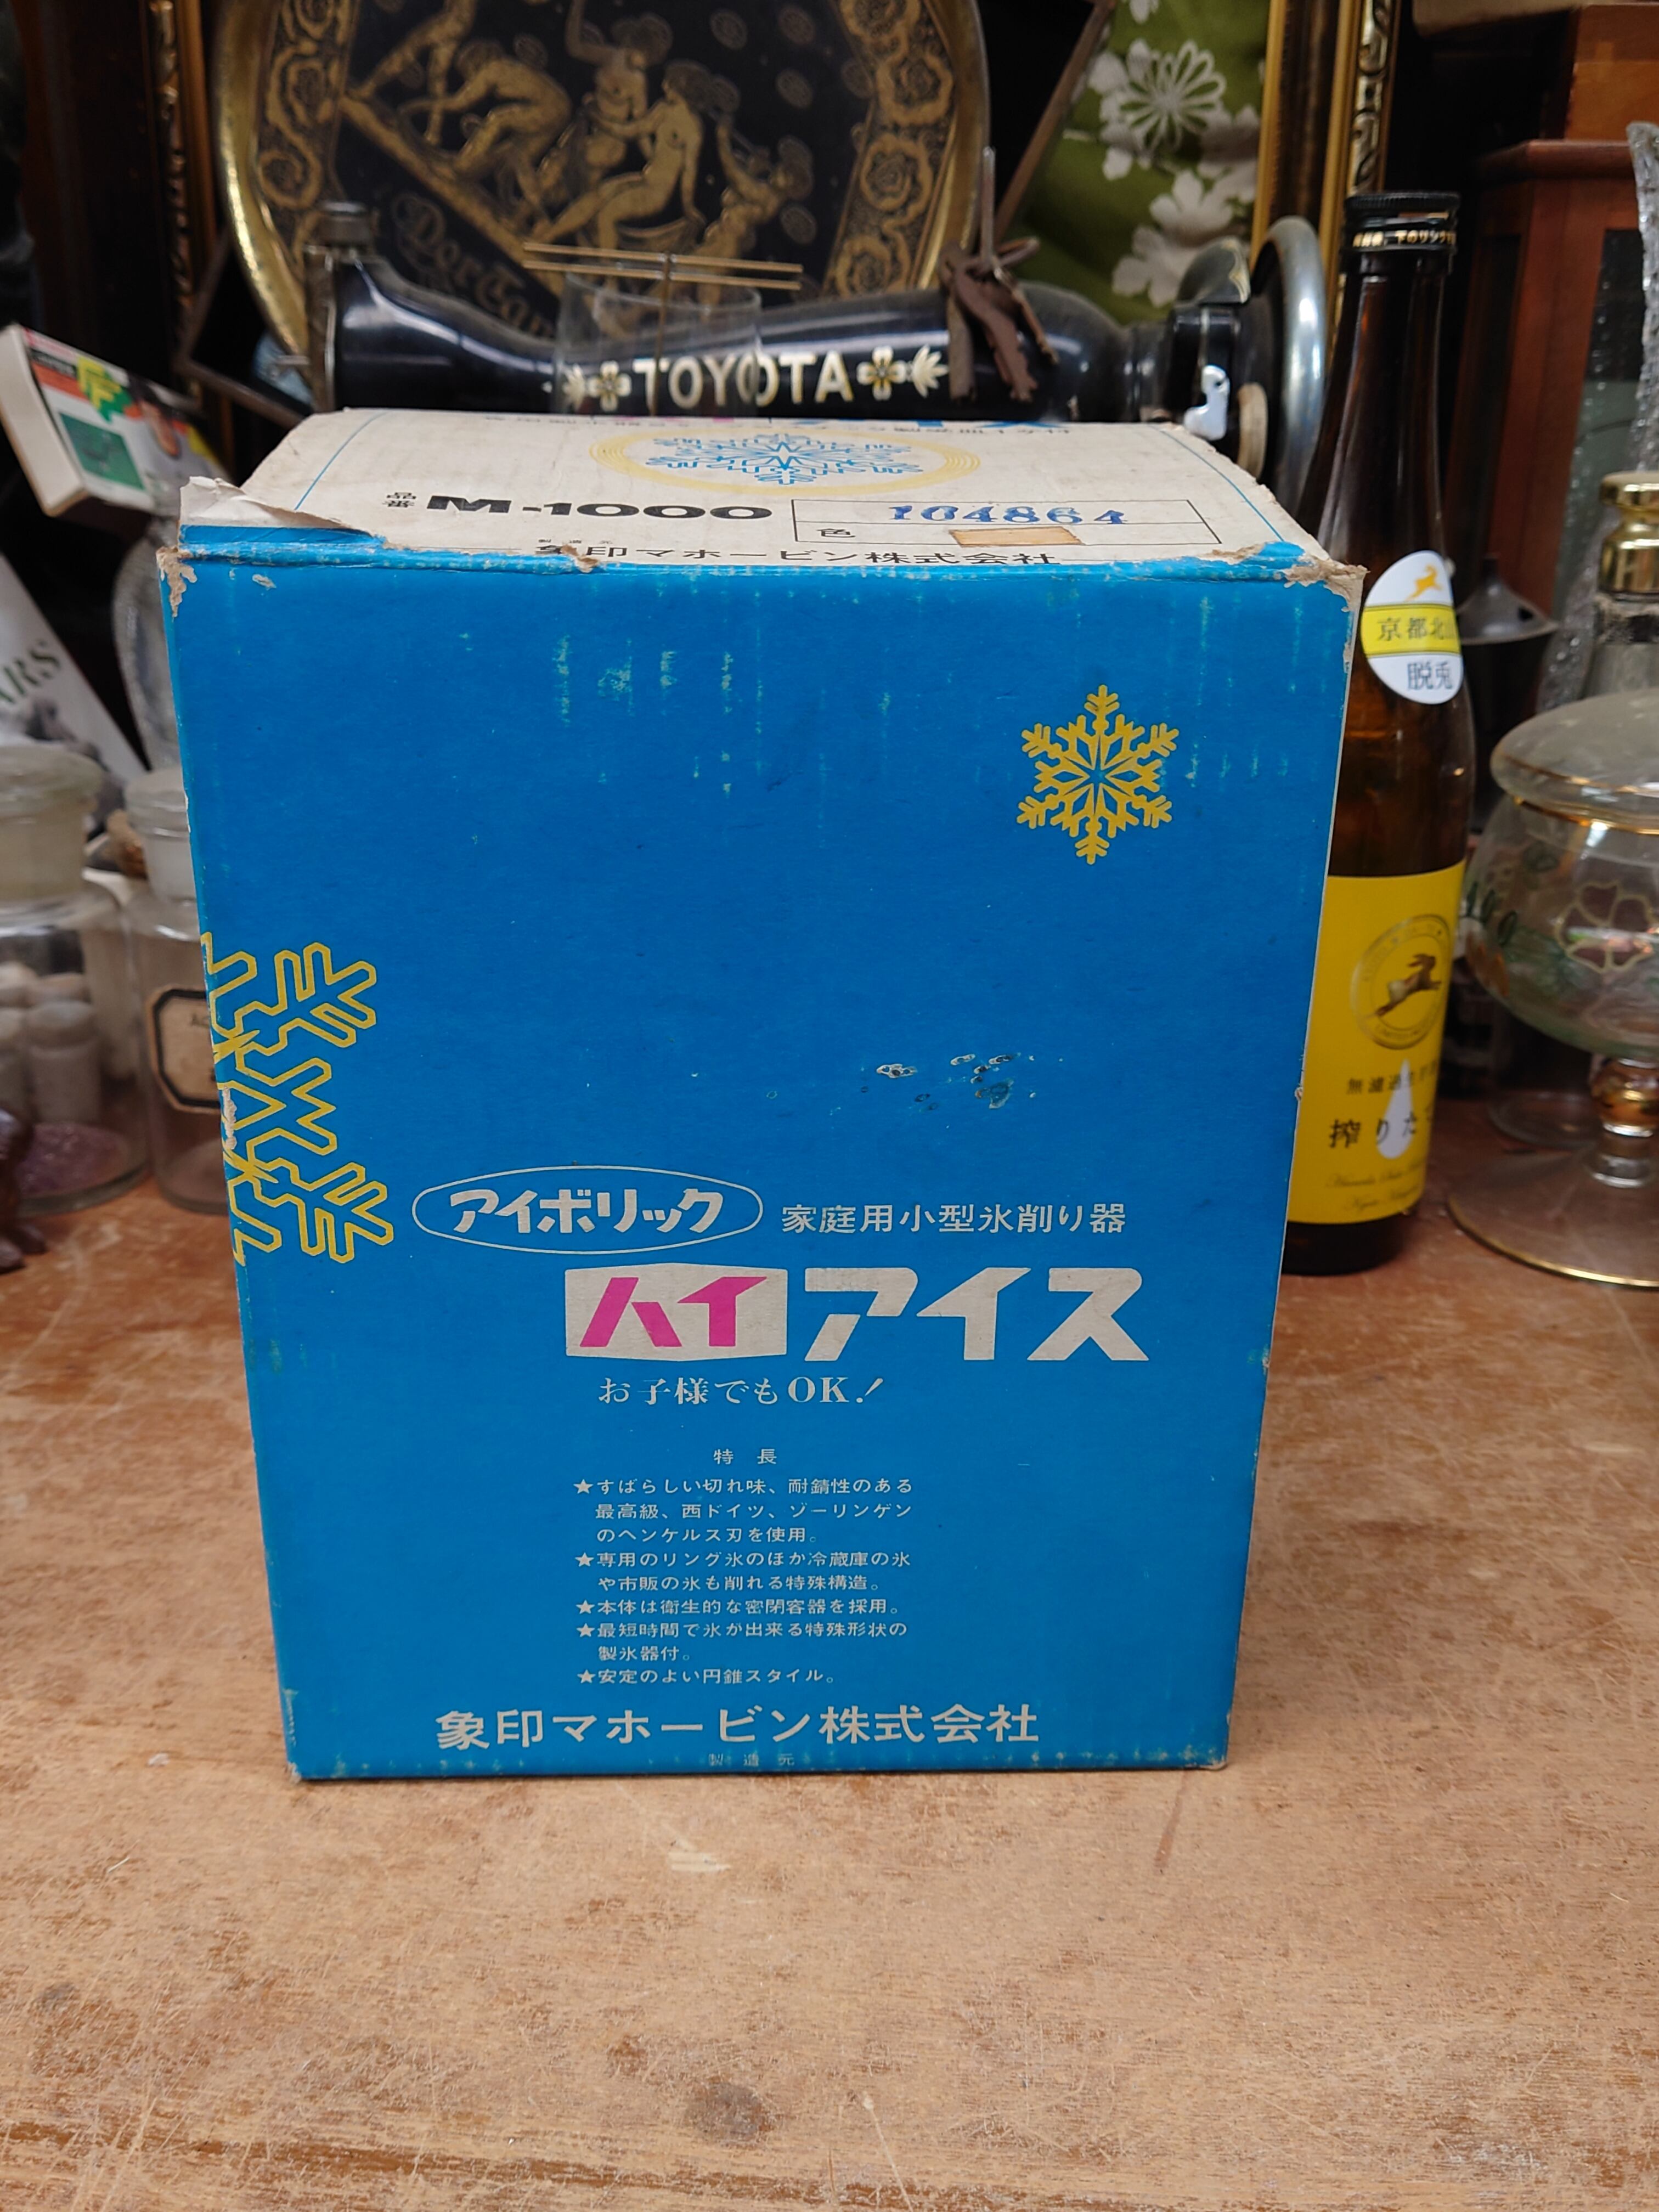 Der Tan
TOYOTA
品番 M-1000
104864
色
製造元
象印マホービン株式会社
アイボリック 家庭用小型氷削り器
ハイアイス
お子様でもOK!
特長
★すばらしい切れ味、耐錆性のある
最高級、西ドイツ、ゾーリンゲン
のヘンケルス刃を使用。
★専用のリング氷のほか冷蔵庫の氷
や市販の氷も削れる特殊構造。
★本体は衛生的な密閉容器を採用。
★最短時間で氷が出来る特殊形状の
製氷器付。
★安定のよい円錐スタイル。
象印マホービン株式会社
製造元
京都北
脱兎
無濾過
搾りた
ARS